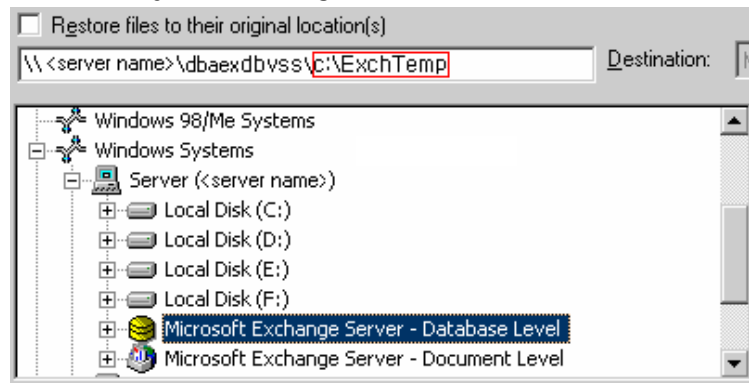 Restore files to their original location(s)
\\<server name>\dbaexdbvss\c:\ExchTemp Destination:
Windows 98/Me Systems
Windows Systems
Server (<server name>)
Local Disk (C:)
Local Disk (D:)
Local Disk (E:)
Local Disk (F:)
Microsoft Exchange Server - Database Level
Microsoft Exchange Server - Document Level